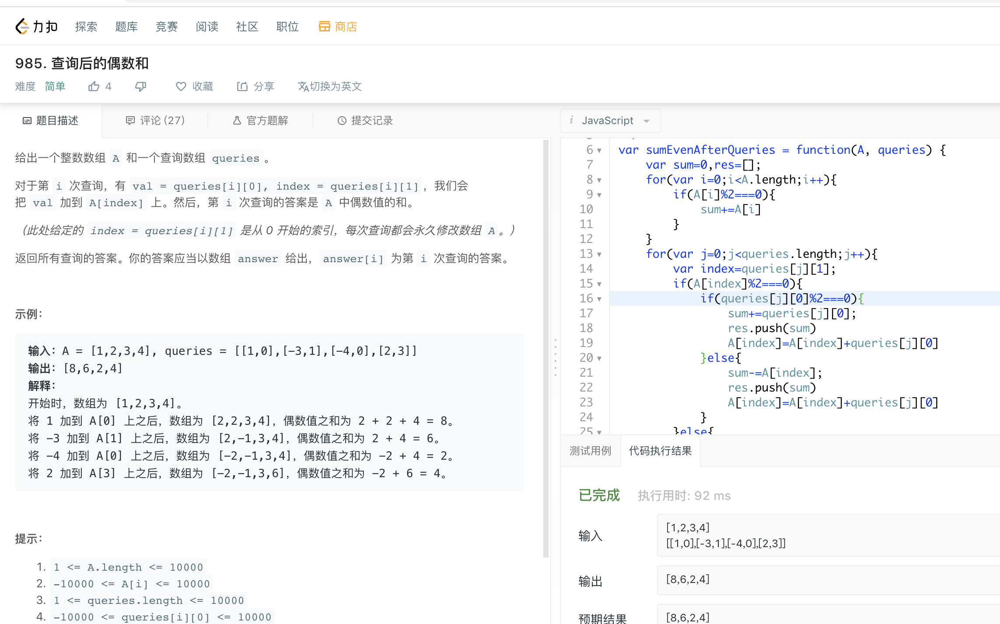 力扣 探索 题库 竞赛 阅读 社区 职位 商店
985. 查询后的偶数和
难度 简单 4 收藏 分享 切换为英文
题目描述 评论 (27) 官方题解 提交记录
给出一个整数数组 A 和一个查询数组 queries 。
对于第 i 次查询，有 val = queries[i][0], index = queries[i][1]，我们会
把 val 加到 A[index] 上。然后，第 i 次查询的答案是 A 中偶数值的和。
（此处给定的 index = queries[i][1] 是从 0 开始的索引，每次查询都会永久修改数组 A 。）
返回所有查询的答案。你的答案应当以数组 answer 给出，answer[i] 为第 i 次查询的答案。
示例：
输入：A = [1,2,3,4], queries = [[1,0],[-3,1],[-4,0],[2,3]]
输出：[8,6,2,4]
解释：
开始时，数组为 [1,2,3,4]。
将 1 加到 A[0] 上之后，数组为 [2,2,3,4]，偶数值之和为 2 + 2 + 4 = 8。
将 -3 加到 A[1] 上之后，数组为 [2,-1,3,4]，偶数值之和为 2 + 4 = 6。
将 -4 加到 A[0] 上之后，数组为 [-2,-1,3,4]，偶数值之和为 -2 + 4 = 2。
将 2 加到 A[3] 上之后，数组为 [-2,-1,3,6]，偶数值之和为 -2 + 6 = 4。
提示：
1. 1 <= A.length <= 10000
2. -10000 <= A[i] <= 10000
3. 1 <= queries.length <= 10000
4. -10000 <= queries[i][0] <= 10000
i JavaScript
6 var sumEvenAfterQueries = function(A, queries) {
7 var sum=0,res=[];
8 for(var i=0;i<A.length;i++){
9 if(A[i]%2===0){
10 sum+=A[i]
11 }
12 }
13 for(var j=0;j<queries.length;j++){
14 var index=queries[j][1];
15 if(A[index]%2===0){
16 if(queries[j][0]%2===0){
17 sum+=queries[j][0];
18 res.push(sum)
19 A[index]=A[index]+queries[j][0]
20 }else{
21 sum-=A[index];
22 res.push(sum)
23 A[index]=A[index]+queries[j][0]
24 }
25 }else{
测试用例 代码执行结果
已完成 执行用时: 92 ms
输入
[1,2,3,4]
[[1,0],[-3,1],[-4,0],[2,3]]
输出 [8,6,2,4]
预期结果 [8,6,2,4]